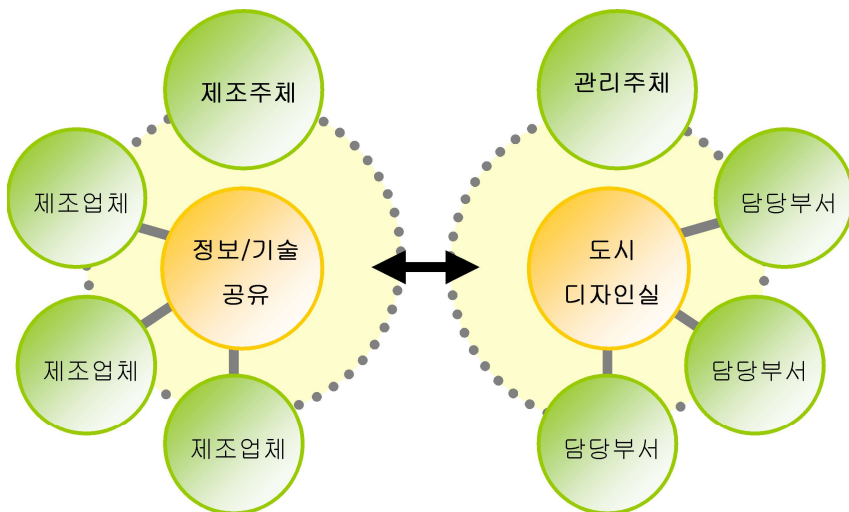 제조주체
제조업체
정보/기술
공유
제조업체
제조업체
관리주체
담당부서
도시
디자인실
담당부서
담당부서